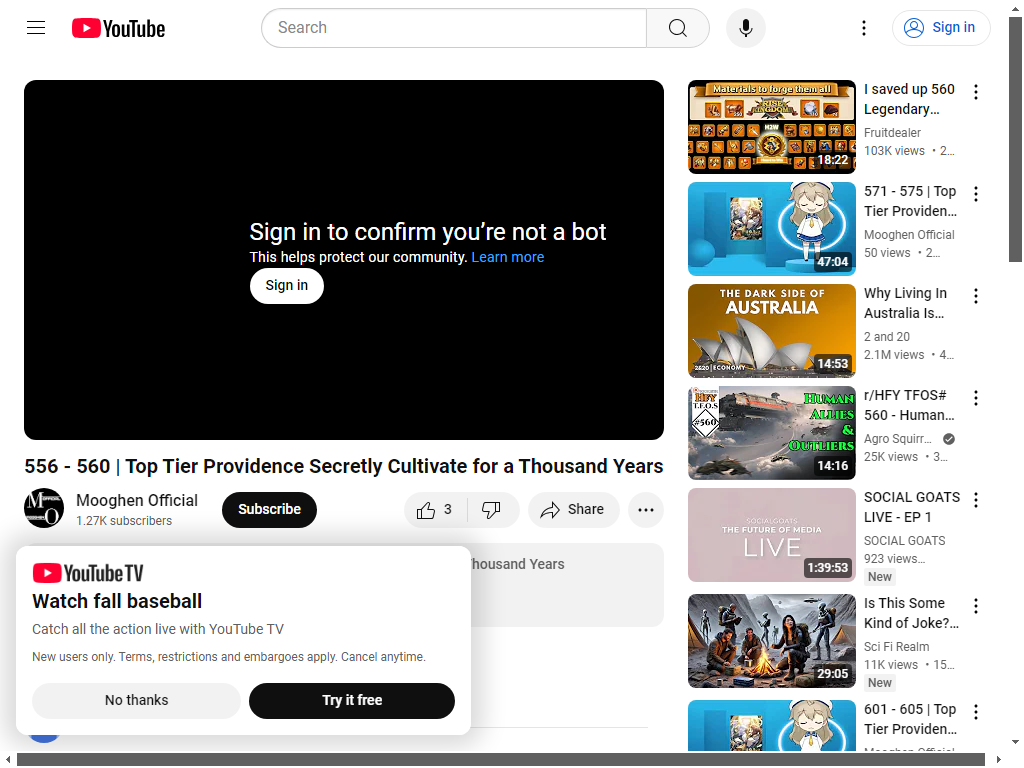 YouTube
Search
Sign in
Sign in to confirm you’re not a bot
This helps protect our community. Learn more
Sign in
556 - 560 | Top Tier Providence Secretly Cultivate for a Thousand Years
Mooghen Official
1.27K subscribers
Subscribe
3
Share
...housand Years
YouTube TV
Watch fall baseball
Catch all the action live with YouTube TV
New users only. Terms, restrictions and embargoes apply. Cancel anytime.
No thanks
Try it free
Materials to forge them all
18:22
I saved up 560
Legendary...
Fruitdealer
103K views • 2...
47:04
571 - 575 | Top
Tier Providen...
Mooghen Official
50 views • 2...
THE DARK SIDE OF
AUSTRALIA
2&20 | ECONOMY
14:53
Why Living In
Australia Is...
2 and 20
2.1M views • 4...
HFY
T.F.O.S
#560
HUMAN
ALLIES
&
OUTLIERS
14:16
r/HFY TFOS#
560 - Human...
Agro Squirr...
25K views • 3...
SOCIALGOATS
THE FUTURE OF MEDIA
LIVE
1:39:53
SOCIAL GOATS
LIVE - EP 1
SOCIAL GOATS
923 views...
New
29:05
Is This Some
Kind of Joke?...
Sci Fi Realm
11K views • 15...
New
601 - 605 | Top
Tier Providen...
Mooghen Official